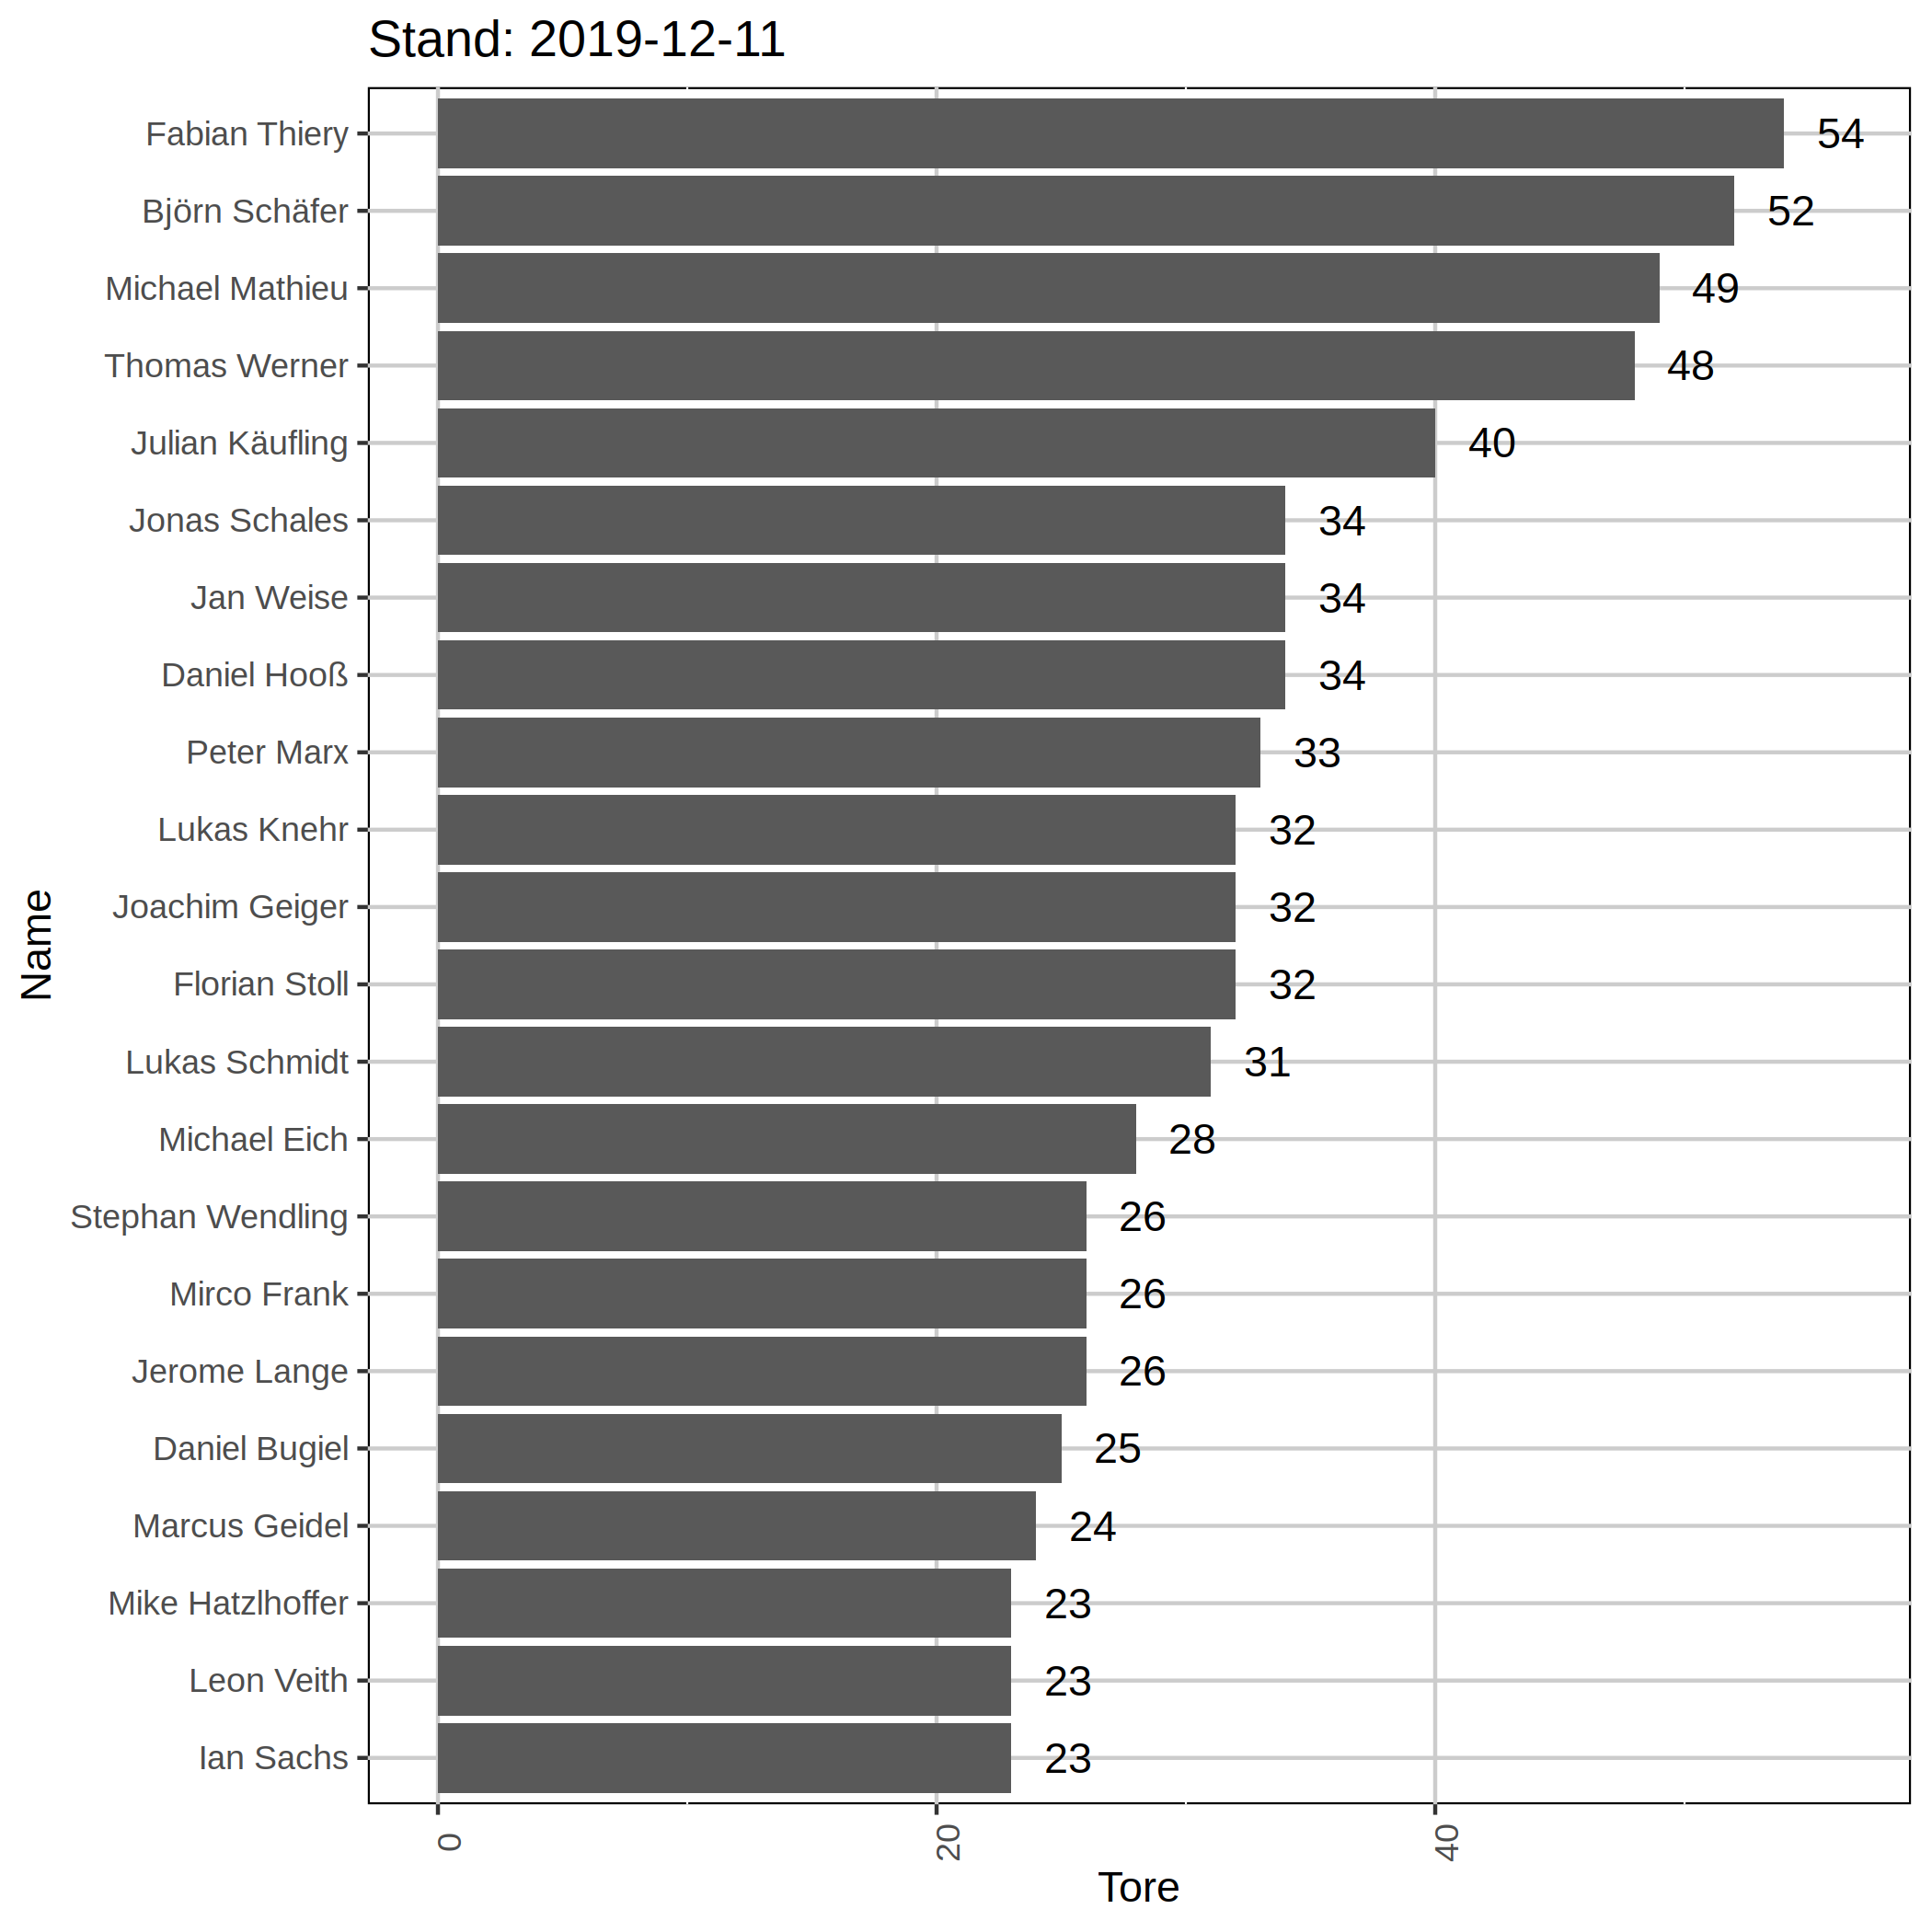 Stand: 2019-12-11
Fabian Thiery 54
Björn Schäfer 52
Michael Mathieu 49
Thomas Werner 48
Julian Käufling 40
Jonas Schales 34
Jan Weise 34
Daniel Hooß 34
Peter Marx 33
Lukas Knehr 32
Joachim Geiger 32
Florian Stoll 32
Lukas Schmidt 31
Michael Eich 28
Stephan Wendling 26
Mirco Frank 26
Jerome Lange 26
Daniel Bugiel 25
Marcus Geidel 24
Mike Hatzlhoffer 23
Leon Veith 23
Ian Sachs 23
Name
0 20 40
Tore